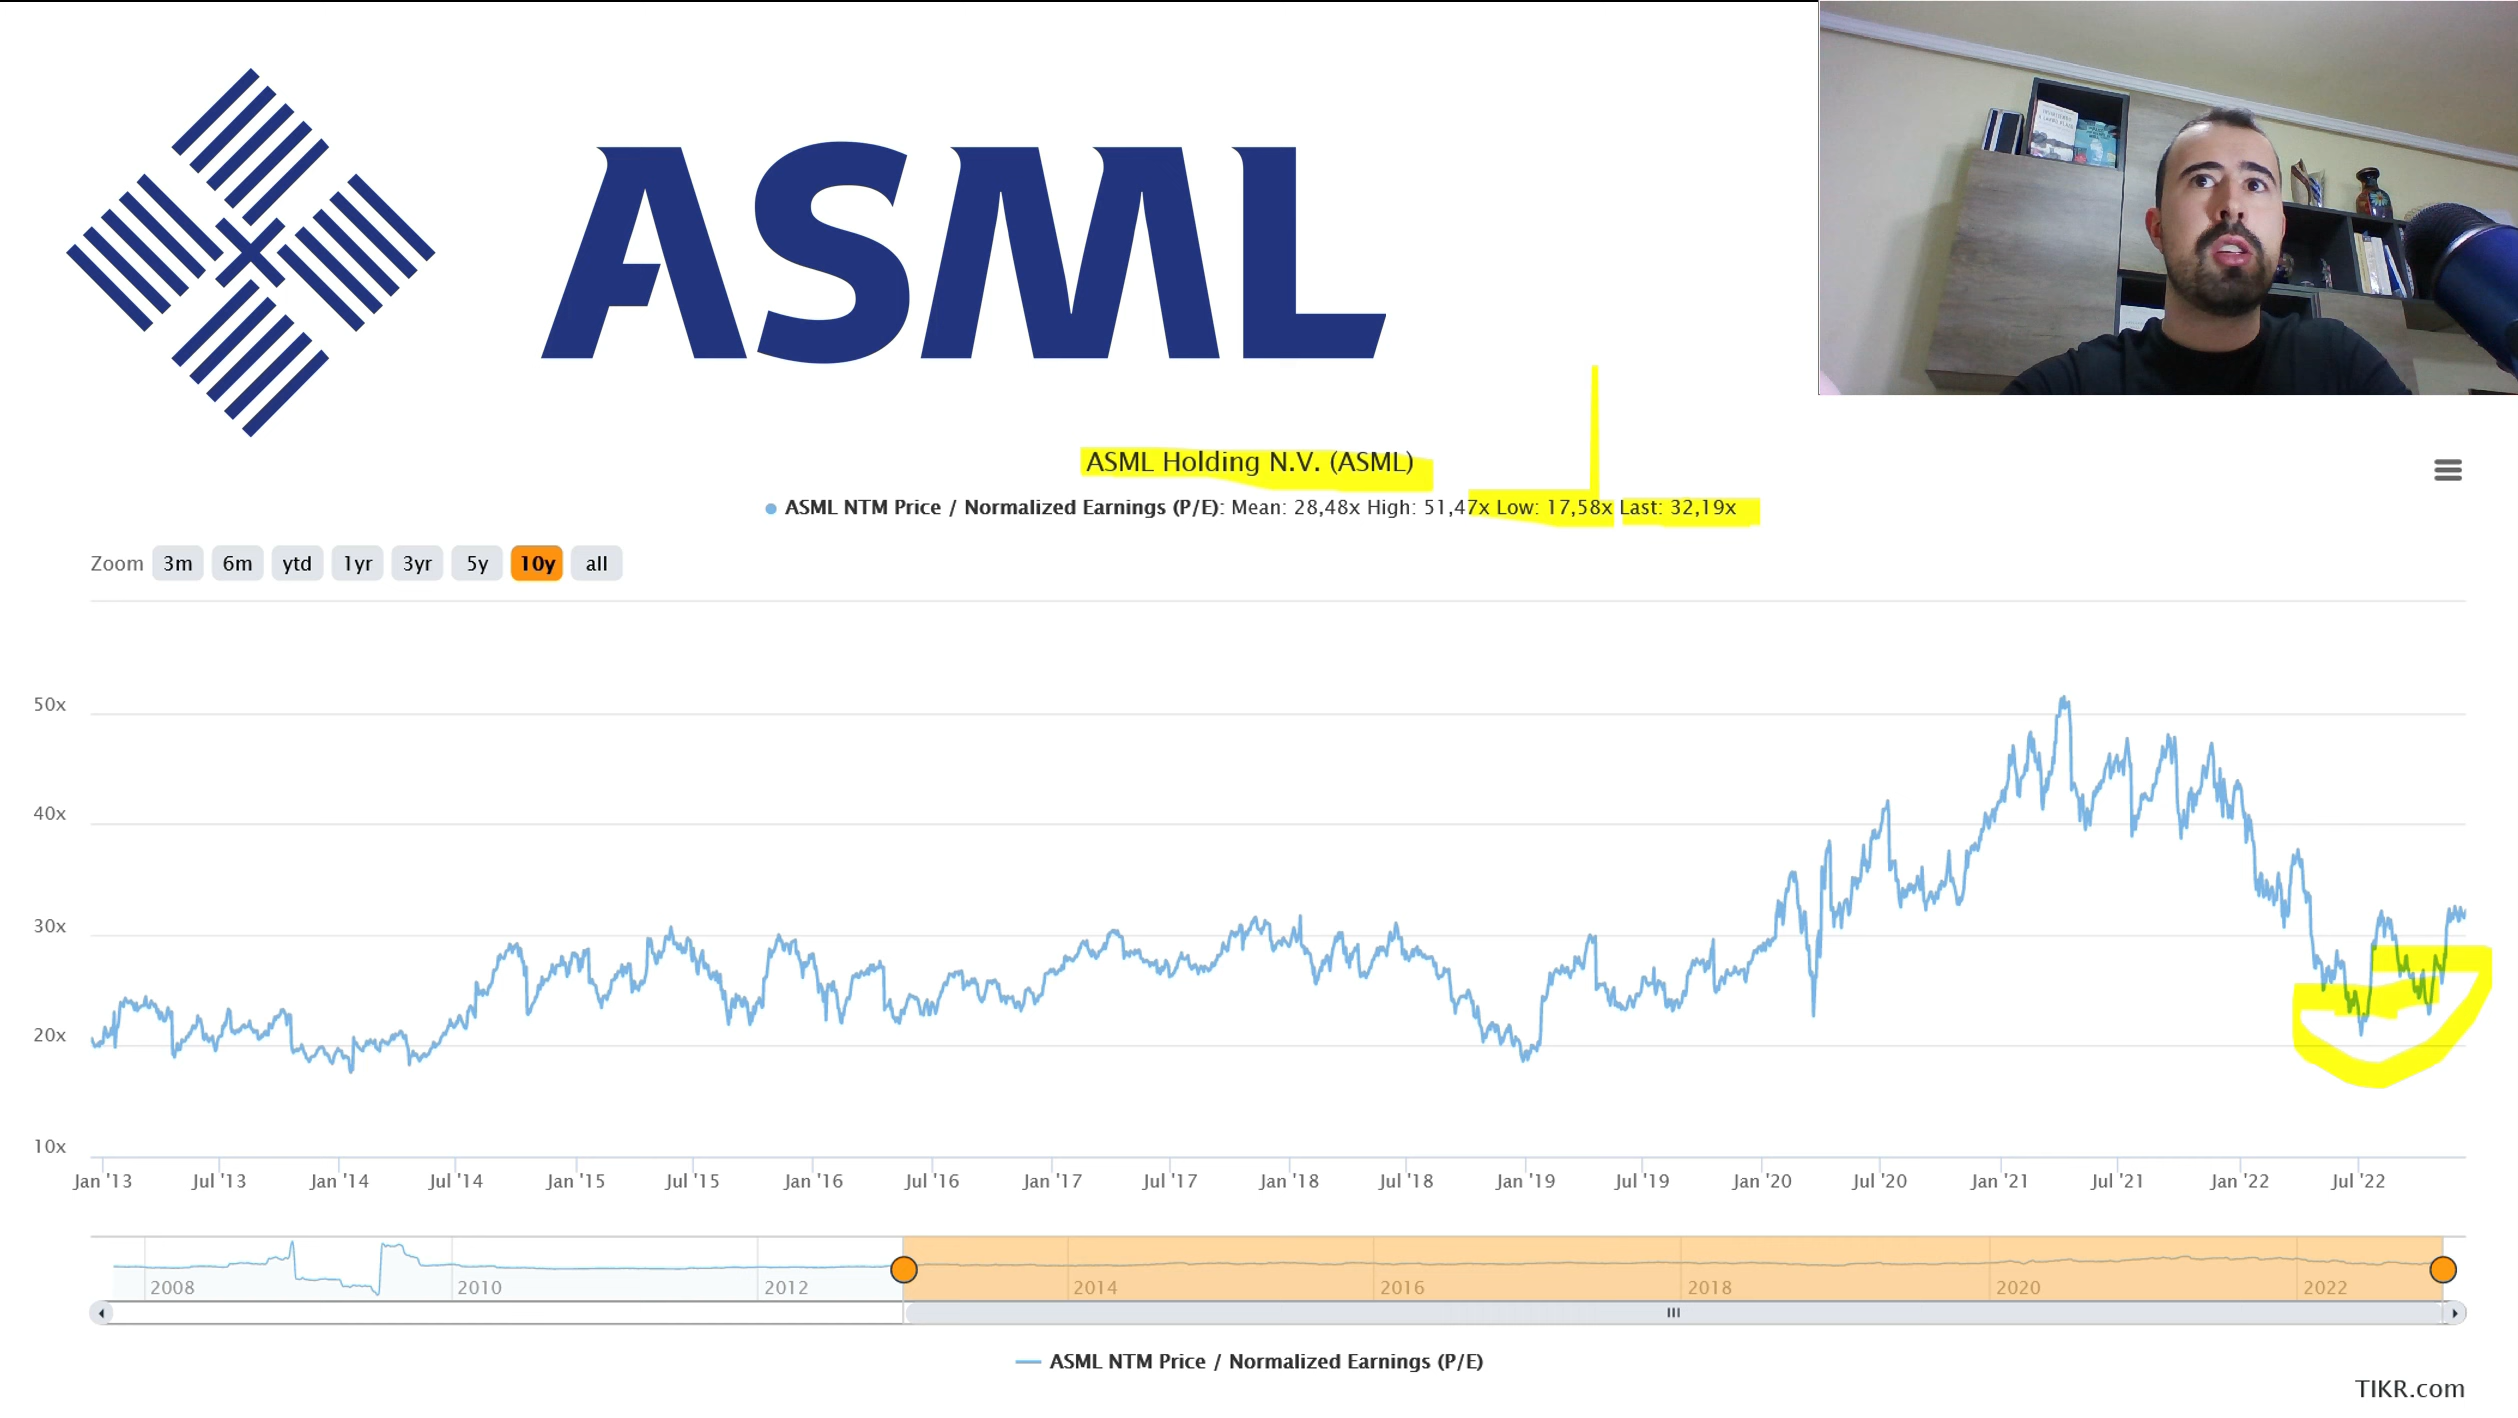 ASML
ASML Holding N.V. (ASML)
ASML NTM Price / Normalized Earnings (P/E): Mean: 28,48x High: 51,47x Low: 17,58x Last: 32,19x
Zoom 3m 6m ytd 1yr 3yr 5y 10y all
50x
40x
30x
20x
10x
Jan '13 Jul '13 Jan '14 Jul '14 Jan '15 Jul '15 Jan '16 Jul '16 Jan '17 Jul '17 Jan '18 Jul '18 Jan '19 Jul '19 Jan '20 Jul '20 Jan '21 Jul '21 Jan '22 Jul '22
2008 2010 2012 2014 2016 2018 2020 2022
ASML NTM Price / Normalized Earnings (P/E)
TIKR.com